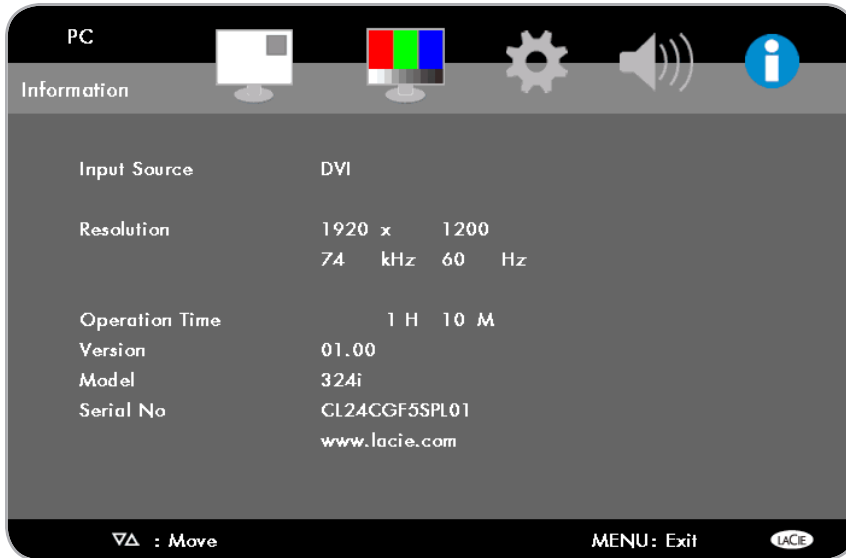 PC
Information
Input Source DVI
Resolution 1920 x 1200
74 kHz 60 Hz
Operation Time 1 H 10 M
Version 01.00
Model 324i
Serial No CL24CGF5SPL01
www.lacie.com
▽△ : Move MENU: Exit LACIE